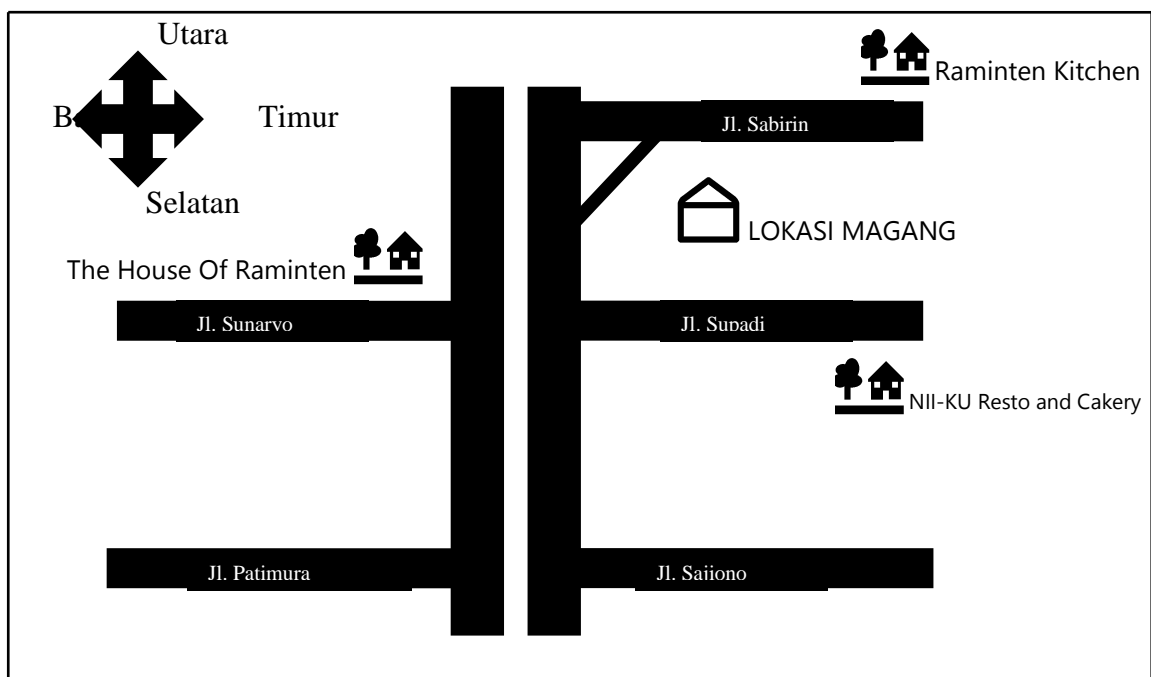 Utara
Timur
Selatan
Raminten Kitchen
Jl. Sabirin
LOKASI MAGANG
The House Of Raminten
Jl. Sunaryo
Jl. Supadi
NII-KU Resto and Cakery
Jl. Patimura
Jl. Sajiono